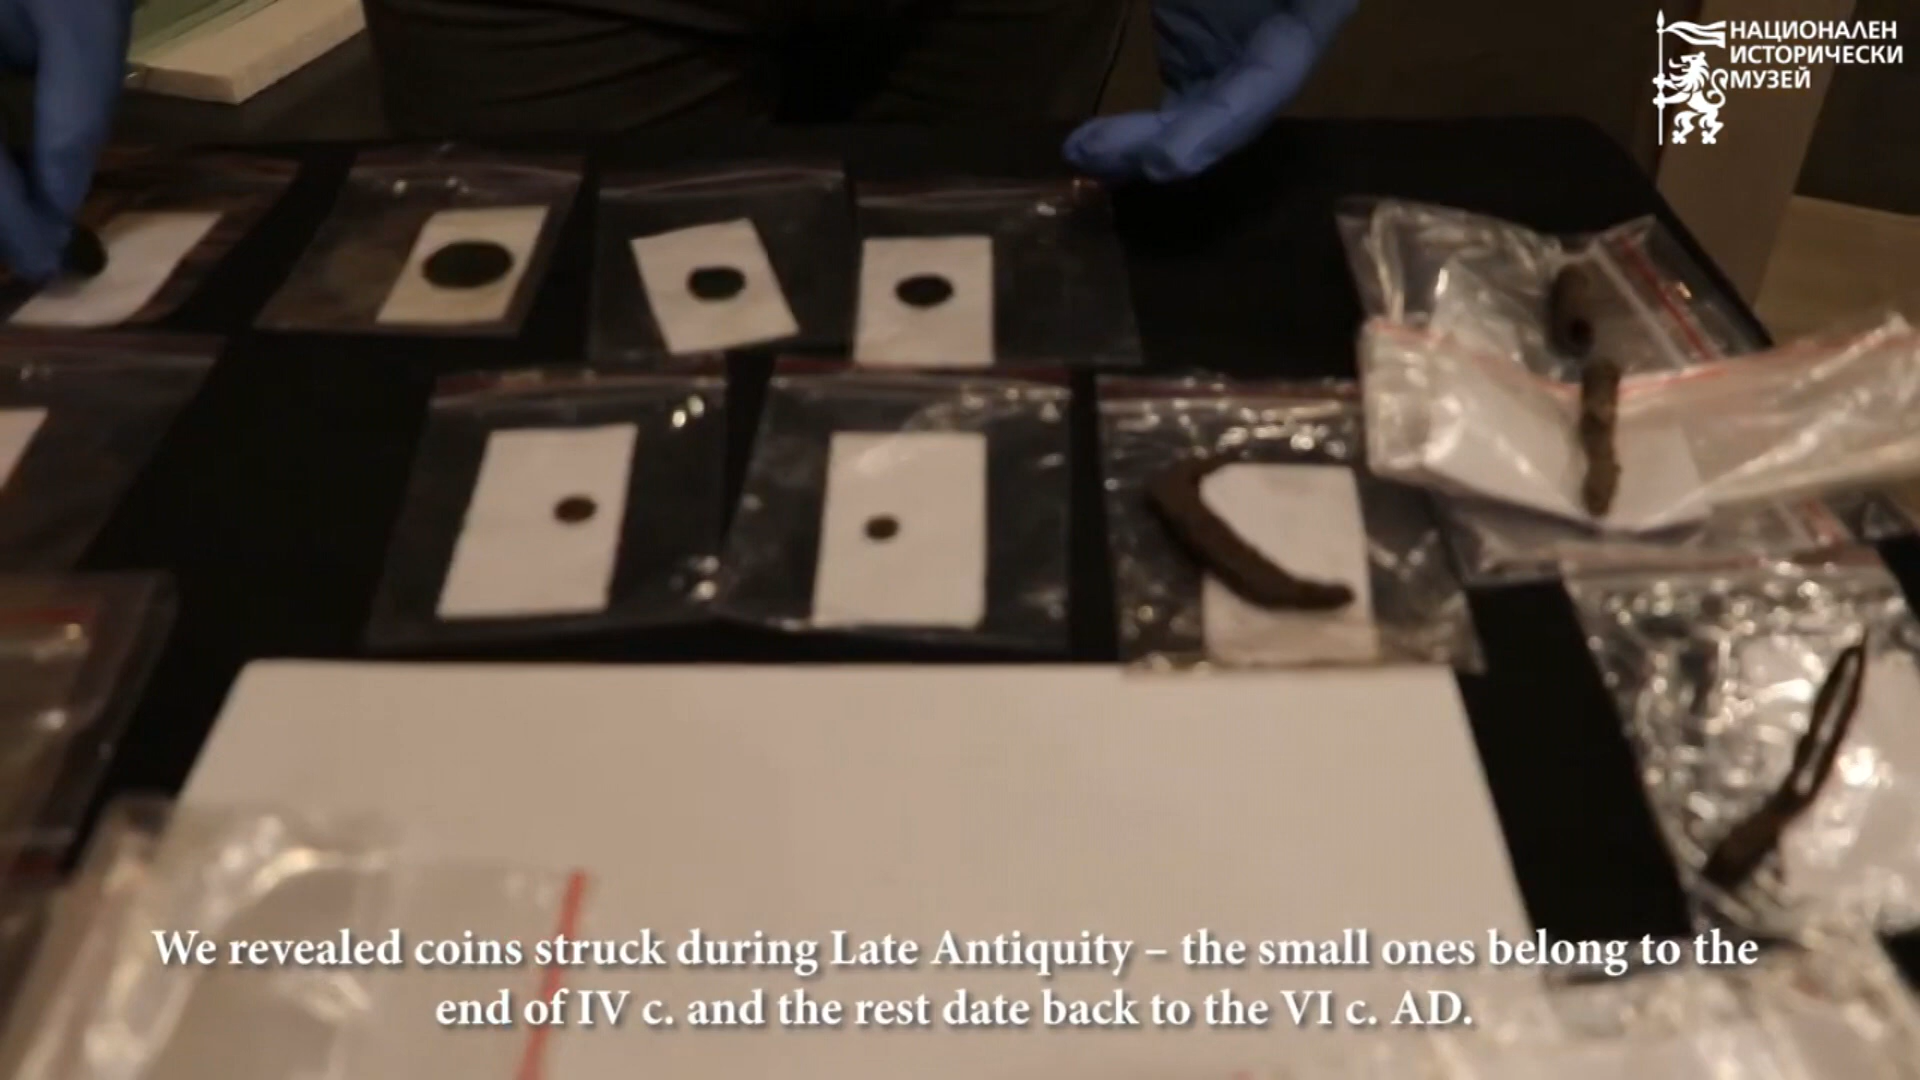 НАЦИОНАЛЕН
ИСТОРИЧЕСКИ
МУЗЕЙ
We revealed coins struck during Late Antiquity – the small ones belong to the
end of IV c. and the rest date back to the VI c. AD.